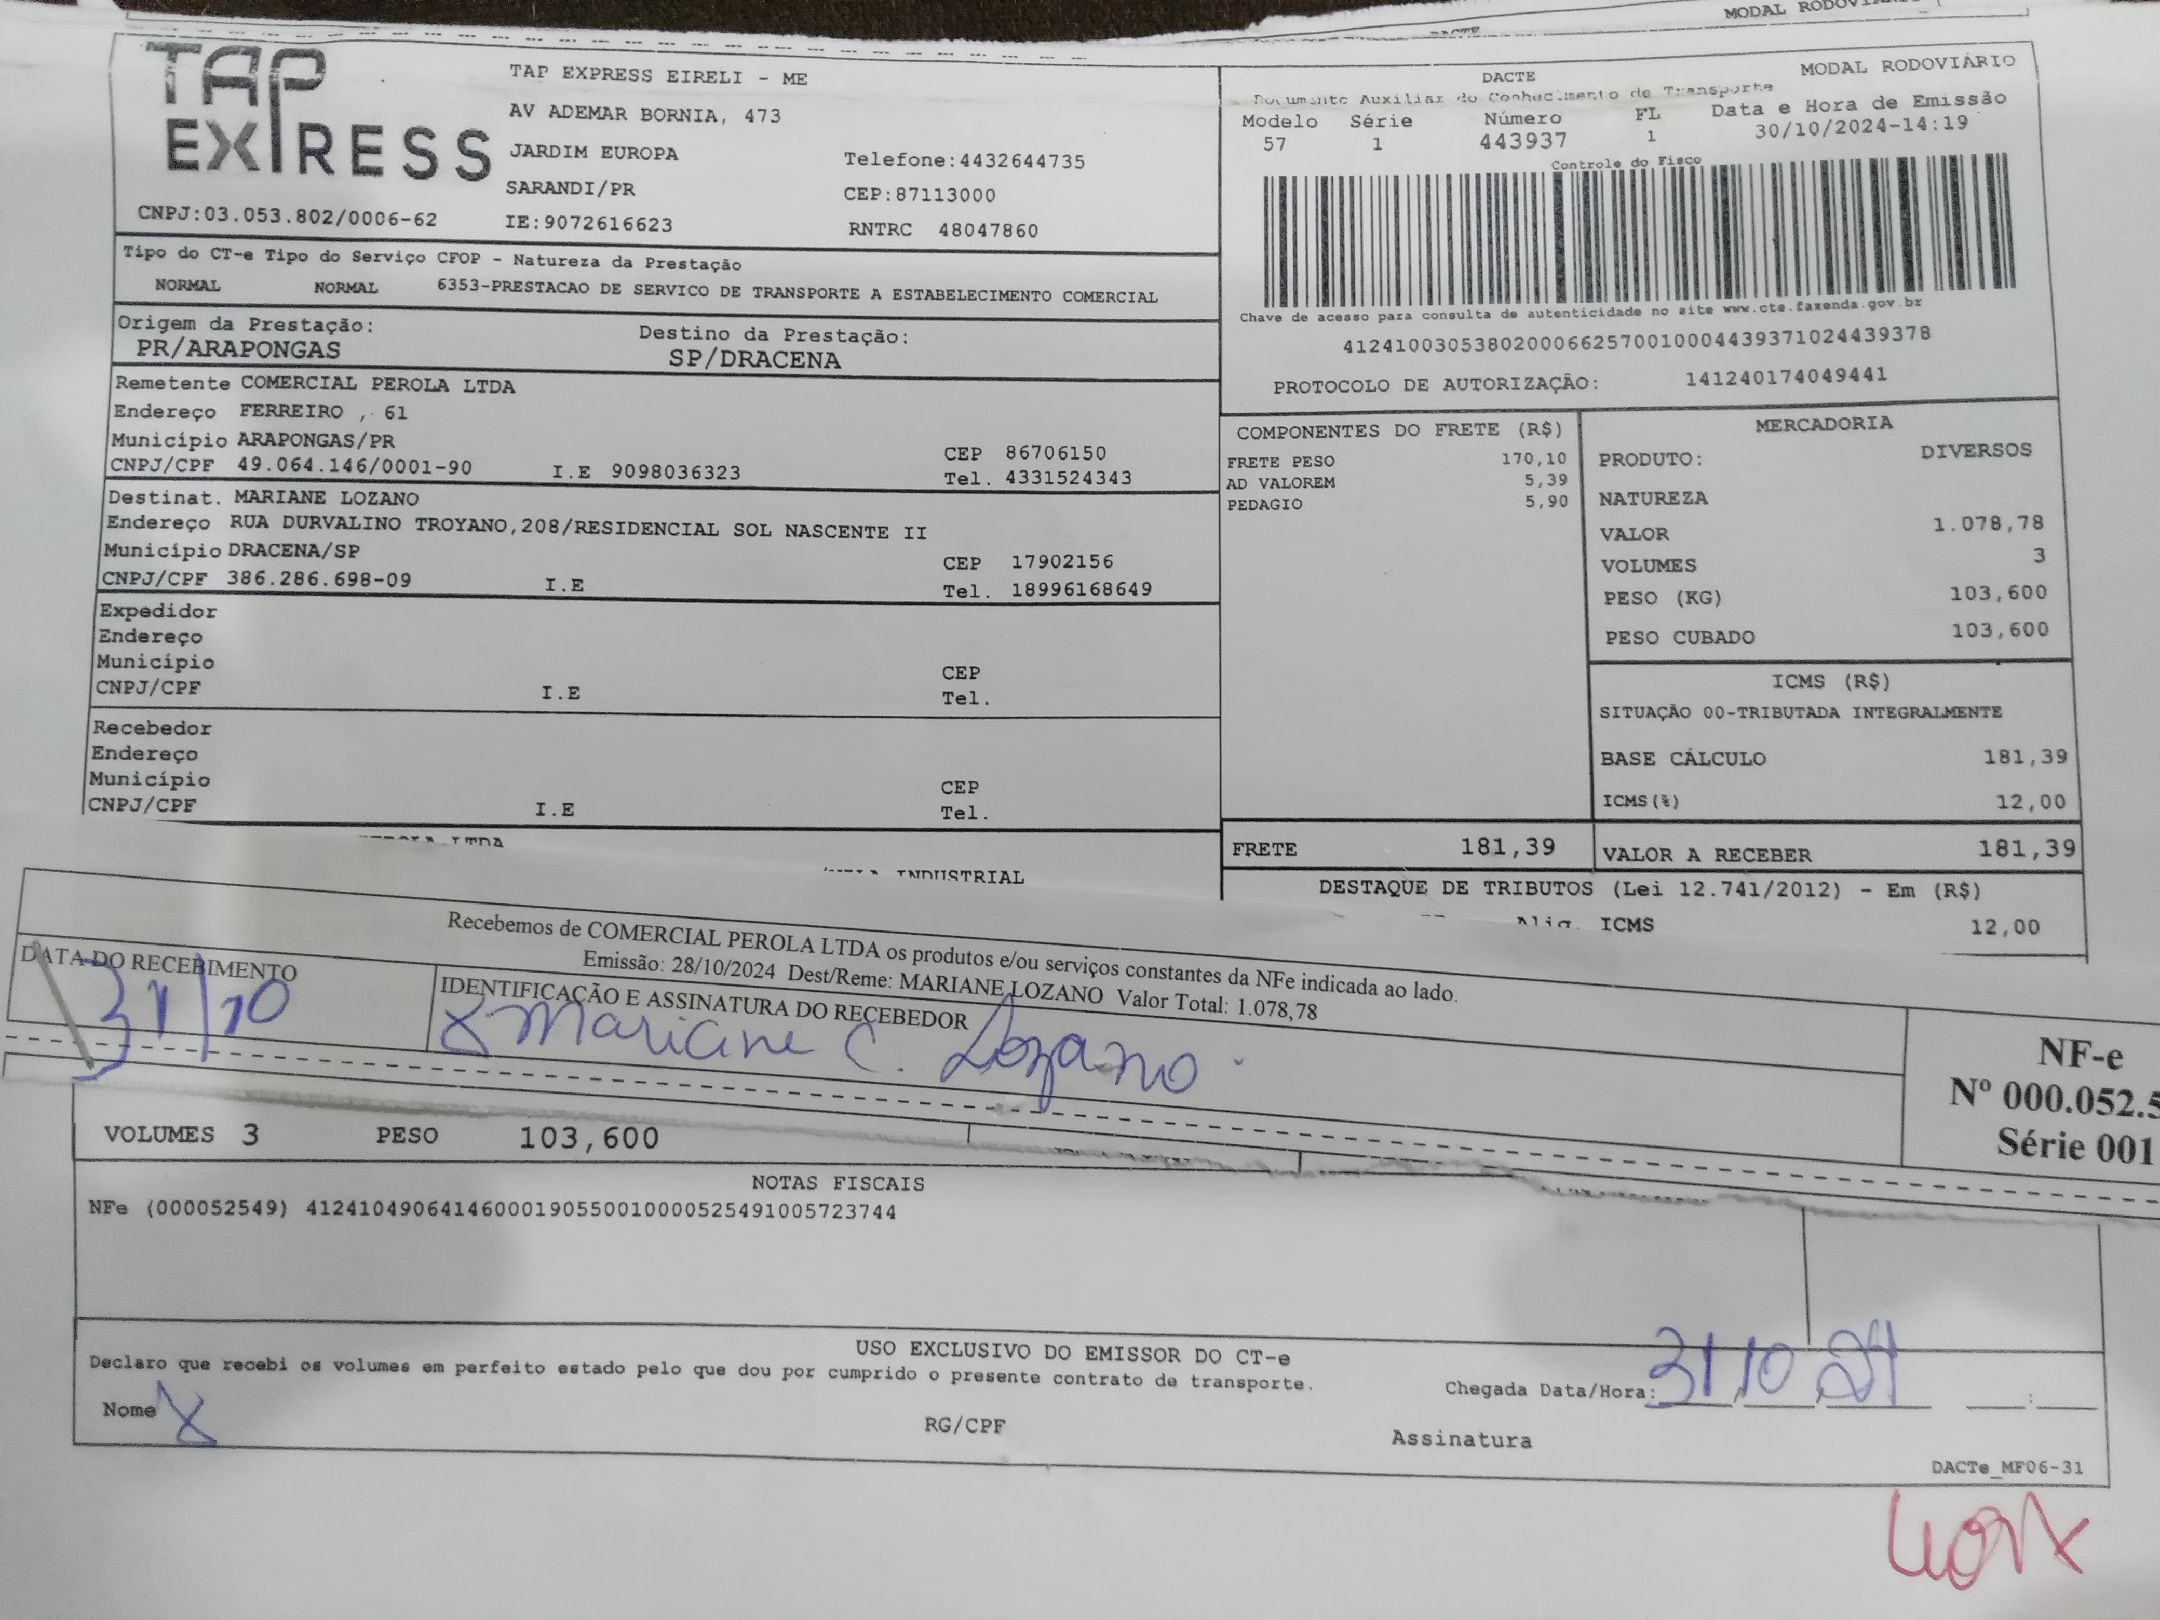 MODAL RODOVIÁRIO
DACTE
TAP
EXPRESS
TAP EXPRESS EIRELI - ME
AV ADEMAR BORNIA, 473
JARDIM EUROPA
Telefone:4432644735
SARANDI/PR
CEP:87113000
CNPJ:03.053.802/0006-62
IE:9072616623
RNTRC 48047860
DACTE
MODAL RODOVIÁRIO
Documento Auxiliar do Conhecimento de Transporte
Modelo Série Número FL Data e Hora de Emissão
57 1 443937 1 30/10/2024-14:19
Controle do Fisco
Chave de acesso para consulta de autenticidade no site www.cte.fazenda.gov.br
41241003053802000662570010004439371024439378
PROTOCOLO DE AUTORIZAÇÃO: 141240174049441
Tipo do CT-e Tipo do Serviço CFOP - Natureza da Prestação
NORMAL NORMAL 6353-PRESTACAO DE SERVICO DE TRANSPORTE A ESTABELECIMENTO COMERCIAL
Origem da Prestação: Destino da Prestação:
PR/ARAPONGAS SP/DRACENA
Remetente COMERCIAL PEROLA LTDA
Endereço FERREIRO , 61
Município ARAPONGAS/PR CEP 86706150
CNPJ/CPF 49.064.146/0001-90 I.E 9098036323 Tel. 4331524343
Destinat. MARIANE LOZANO
Endereço RUA DURVALINO TROYANO,208/RESIDENCIAL SOL NASCENTE II
Município DRACENA/SP CEP 17902156
CNPJ/CPF 386.286.698-09 I.E Tel. 18996168649
Expedidor
Endereço
Município CEP
CNPJ/CPF I.E Tel.
Recebedor
Endereço
Município CEP
CNPJ/CPF I.E Tel.
COMPONENTES DO FRETE (R$)
FRETE PESO 170,10
AD VALOREM 5,39
PEDAGIO 5,90
MERCADORIA
PRODUTO: DIVERSOS
NATUREZA
VALOR 1.078,78
VOLUMES 3
PESO (KG) 103,600
PESO CUBADO 103,600
ICMS (R$)
SITUAÇÃO 00-TRIBUTADA INTEGRALMENTE
BASE CÁLCULO 181,39
ICMS(%) 12,00
FRETE 181,39 VALOR A RECEBER 181,39
DESTAQUE DE TRIBUTOS (Lei 12.741/2012) - Em (R$)
Aliq. ICMS 12,00
LTDA
INDUSTRIAL
Recebemos de COMERCIAL PEROLA LTDA os produtos e/ou serviços constantes da NFe indicada ao lado.
Emissão: 28/10/2024 Dest/Reme: MARIANE LOZANO Valor Total: 1.078,78
DATA DO RECEBIMENTO
31/10
IDENTIFICAÇÃO E ASSINATURA DO RECEBEDOR
X Mariane C. Lozano
NF-e
Nº 000.052.5
Série 001
VOLUMES 3 PESO 103,600
NOTAS FISCAIS
NFe (000052549) 41241049064146000190550010000525491005723744
USO EXCLUSIVO DO EMISSOR DO CT-e
Declaro que recebi os volumes em perfeito estado pelo que dou por cumprido o presente contrato de transporte.
Chegada Data/Hora: 31 10 24 :
Nome X RG/CPF Assinatura
DACTe_MF06-31